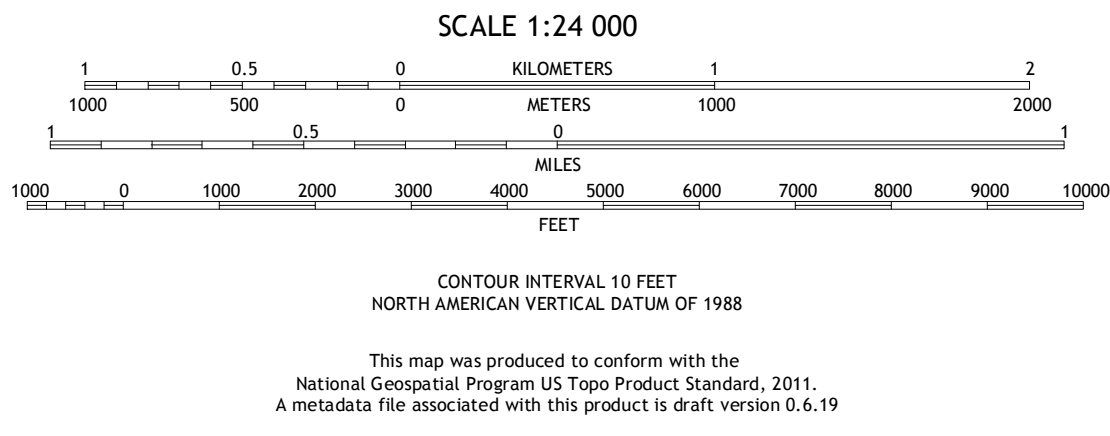 SCALE 1:24 000
1 0.5 0 KILOMETERS 1 2
1000 500 0 METERS 1000 2000
1 0.5 0 1
MILES
1000 0 1000 2000 3000 4000 5000 6000 7000 8000 9000 10000
FEET
CONTOUR INTERVAL 10 FEET
NORTH AMERICAN VERTICAL DATUM OF 1988
This map was produced to conform with the
National Geospatial Program US Topo Product Standard, 2011.
A metadata file associated with this product is draft version 0.6.19